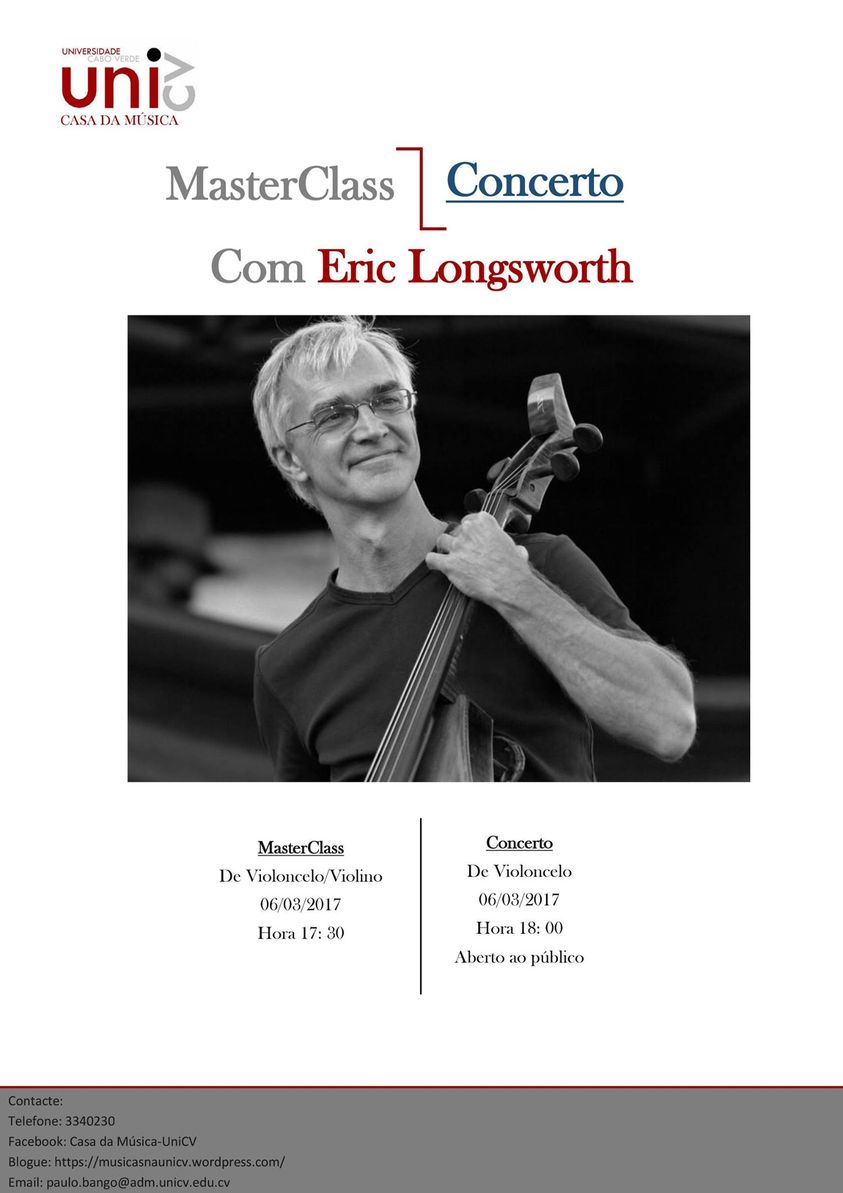 UNIVERSIDADE
CABO VERDE
uni CV
CASA DA MÚSICA
MasterClass Concerto
Com Eric Longsworth
MasterClass
De Violoncelo/Violino
06/03/2017
Hora 17: 30
Concerto
De Violoncelo
06/03/2017
Hora 18: 00
Aberto ao público
Contacte:
Telefone: 3340230
Facebook: Casa da Música-UniCV
Blogue: https://musicasnaunicv.wordpress.com/
Email: paulo.bango@adm.unicv.edu.cv